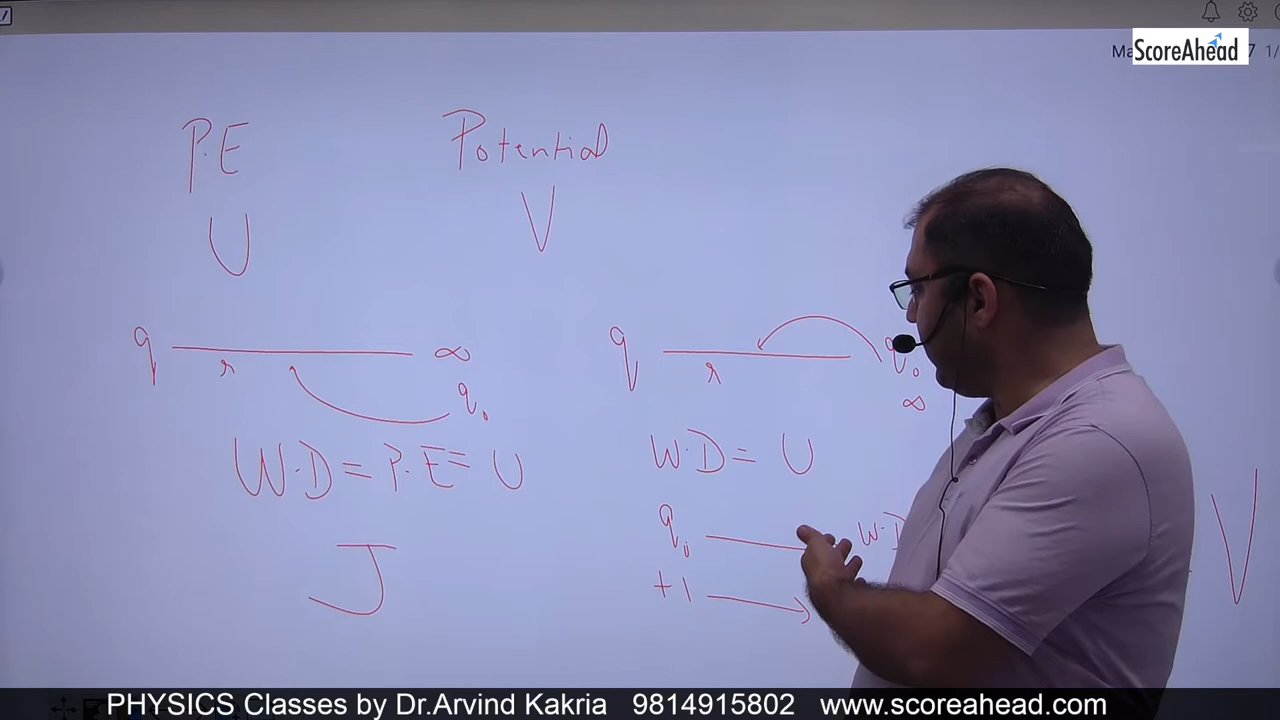 ScoreAhead
P.E Potential
U V
q r ∞ q r q₀
q₀ ∞
W.D = P.E = U W.D = U
q₀ → W.D
J +1 → V
PHYSICS Classes by Dr.Arvind Kakria 9814915802 www.scoreahead.com